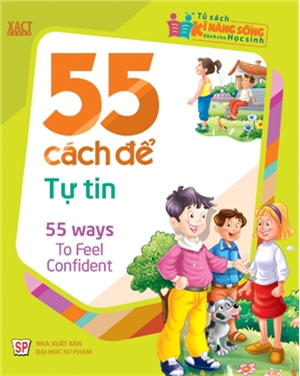 XACT
Tủ sách
KĨ NĂNG SỐNG
dành cho Học sinh
55
cách để
Tự tin
55 ways
To Feel
Confident
SP
NHÀ XUẤT BẢN
ĐẠI HỌC SƯ PHẠM